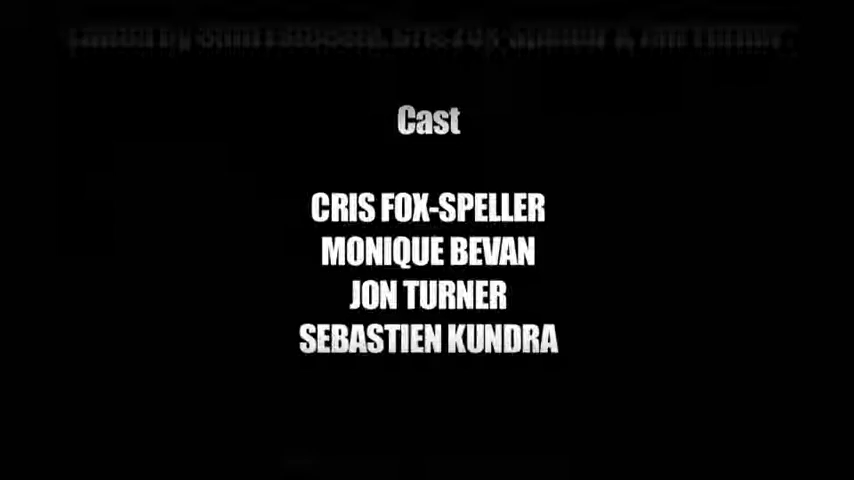 Cast
CRIS FOX-SPELLER
MONIQUE BEVAN
JON TURNER
SEBASTIEN KUNDRA